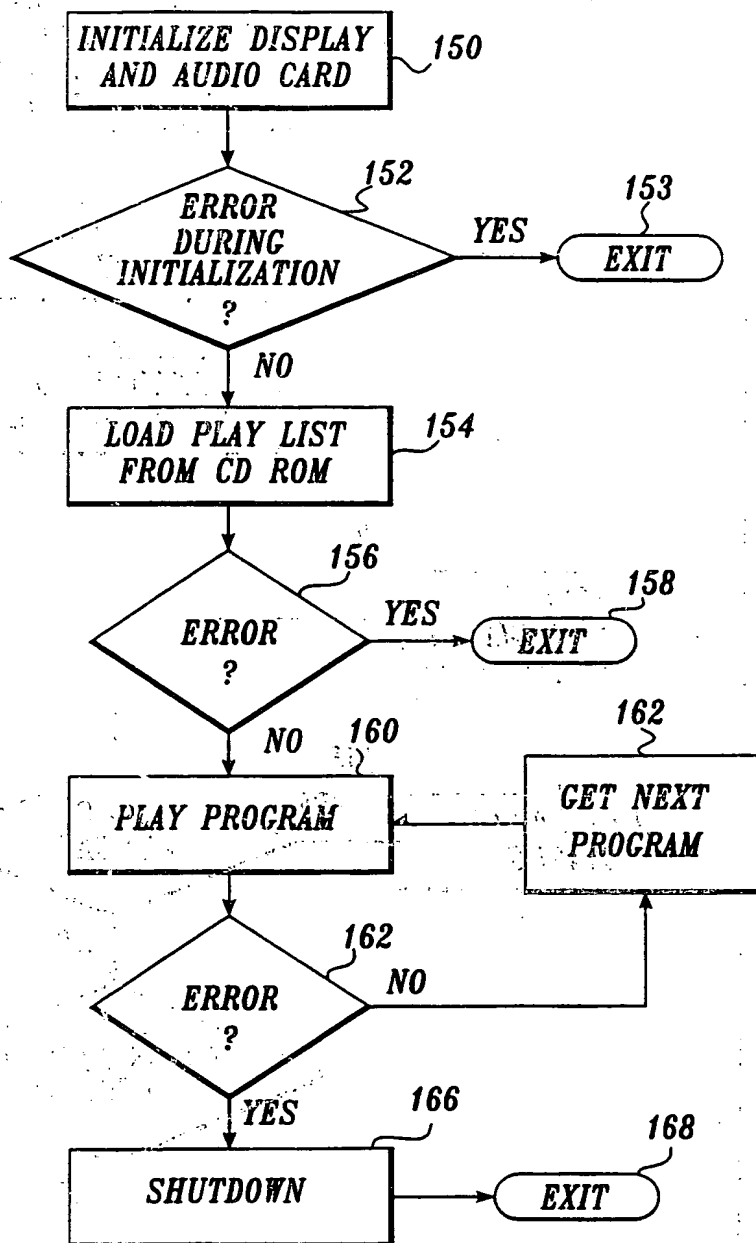 INITIALIZE DISPLAY
AND AUDIO CARD
150
152
ERROR
DURING
INITIALIZATION
?
YES
153
EXIT
NO
LOAD PLAY LIST
FROM CD ROM
154
156
ERROR
?
YES
158
EXIT
NO
160
PLAY PROGRAM
162
GET NEXT
PROGRAM
162
ERROR
?
NO
YES
166
SHUTDOWN
168
EXIT